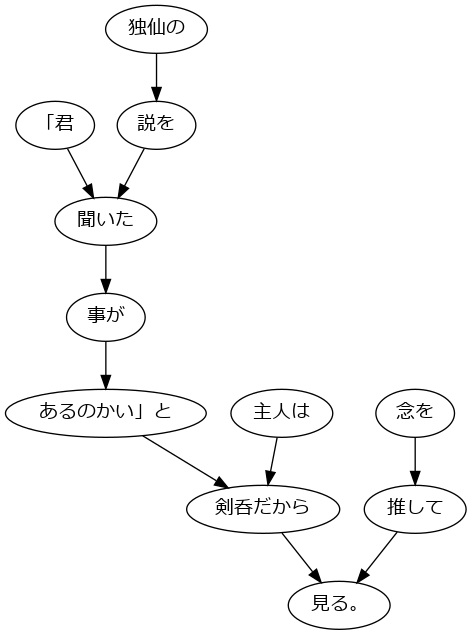 独仙の
「君
説を
聞いた
事が
あるのかい」と
主人は
念を
剣呑だから
推して
見る。